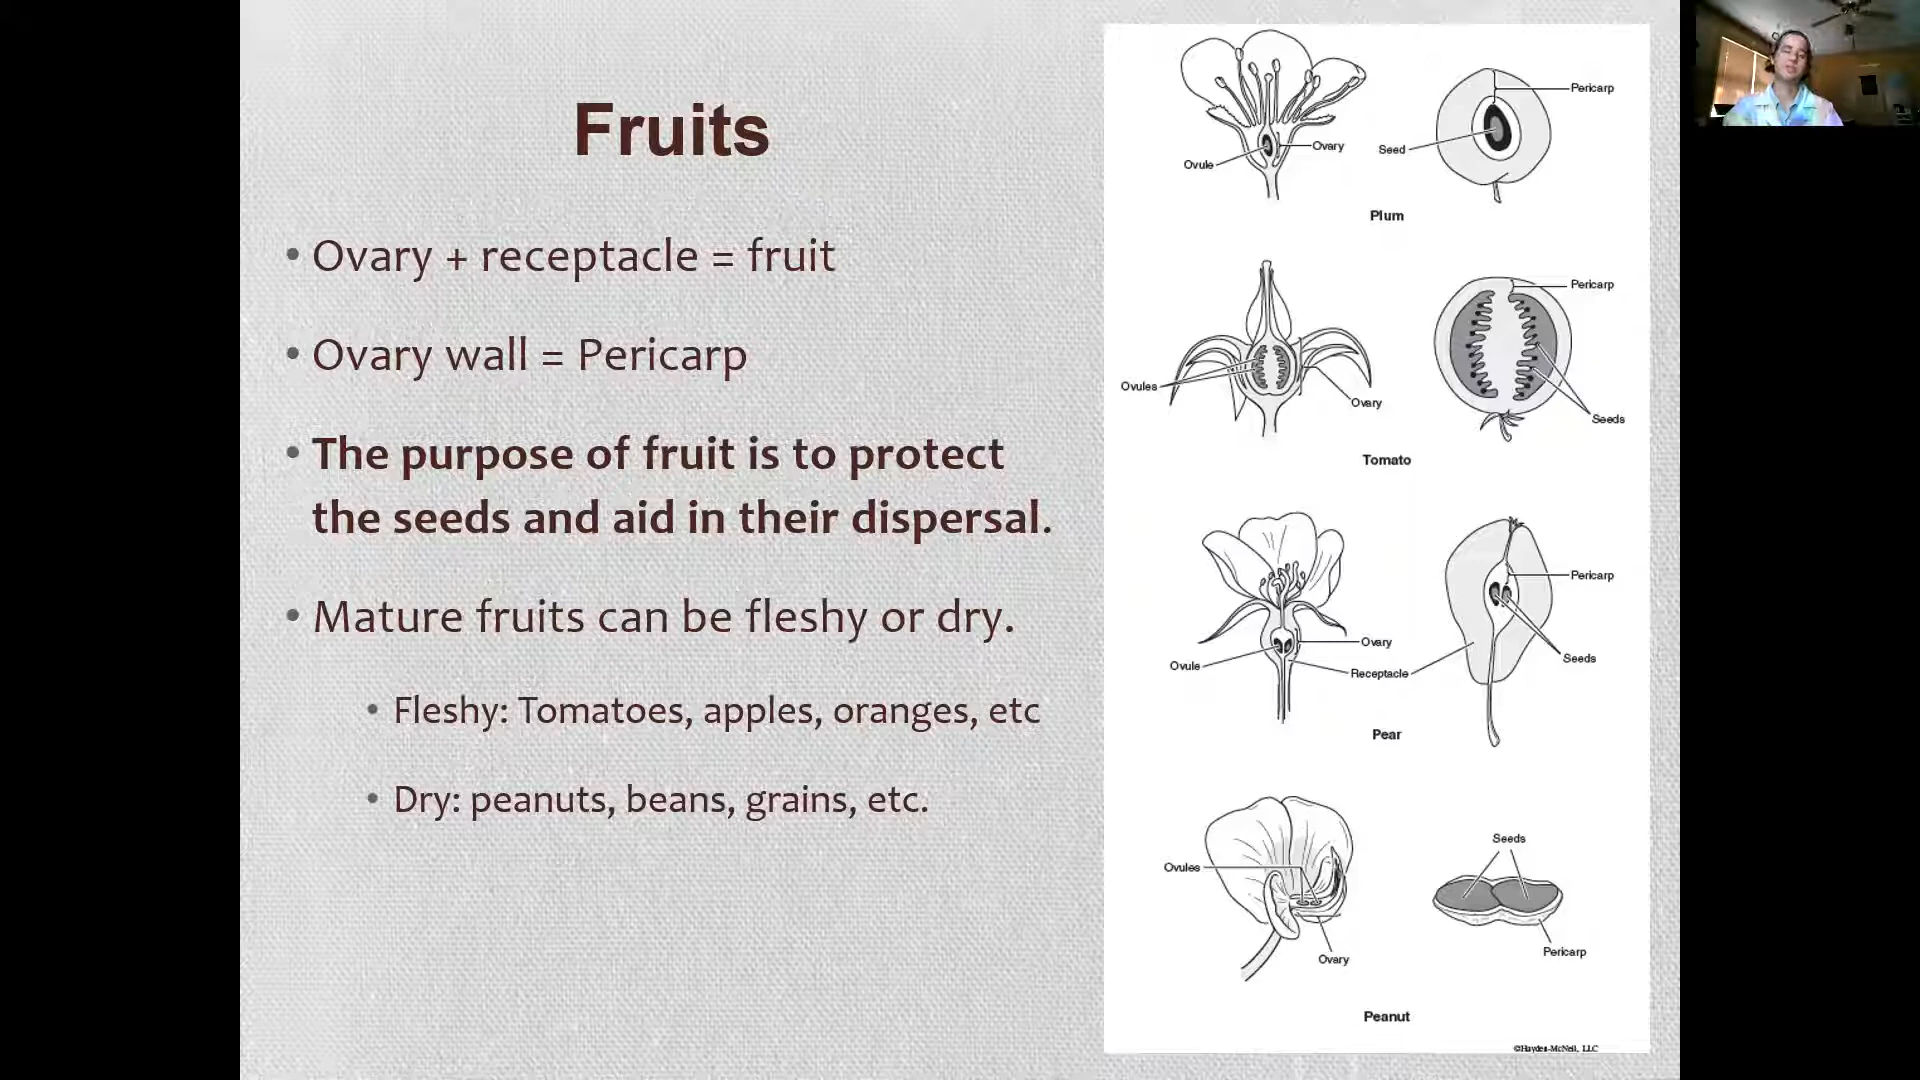 Fruits
• Ovary + receptacle = fruit
• Ovary wall = Pericarp
• The purpose of fruit is to protect
the seeds and aid in their dispersal.
• Mature fruits can be fleshy or dry.
• Fleshy: Tomatoes, apples, oranges, etc
• Dry: peanuts, beans, grains, etc.
Pericarp
Ovary
Seed
Ovule
Plum
Pericarp
Ovules
Ovary
Seeds
Tomato
Pericarp
Ovary
Seeds
Ovule
Receptacle
Pear
Seeds
Ovules
Pericarp
Ovary
Peanut
©Hayden-McNeil, LLC